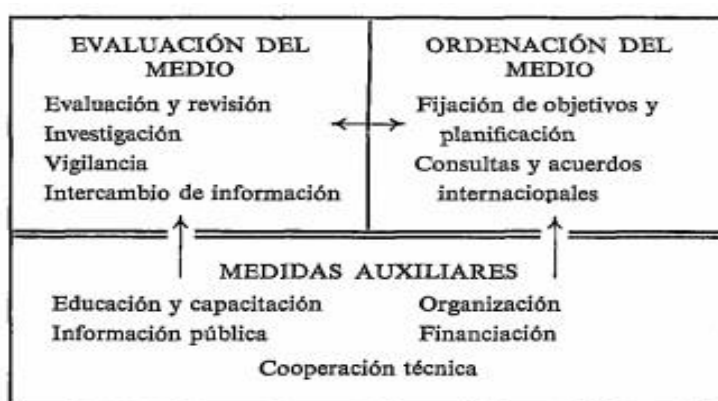 EVALUACIÓN DEL
MEDIO
Evaluación y revisión
Investigación
Vigilancia
Intercambio de información
ORDENACIÓN DEL
MEDIO
Fijación de objetivos y
planificación
Consultas y acuerdos
internaciopales
MEDIDAS AUXILIARES
Educación y capacitación
Información pública
Organización
Financiación
Cooperación técnica